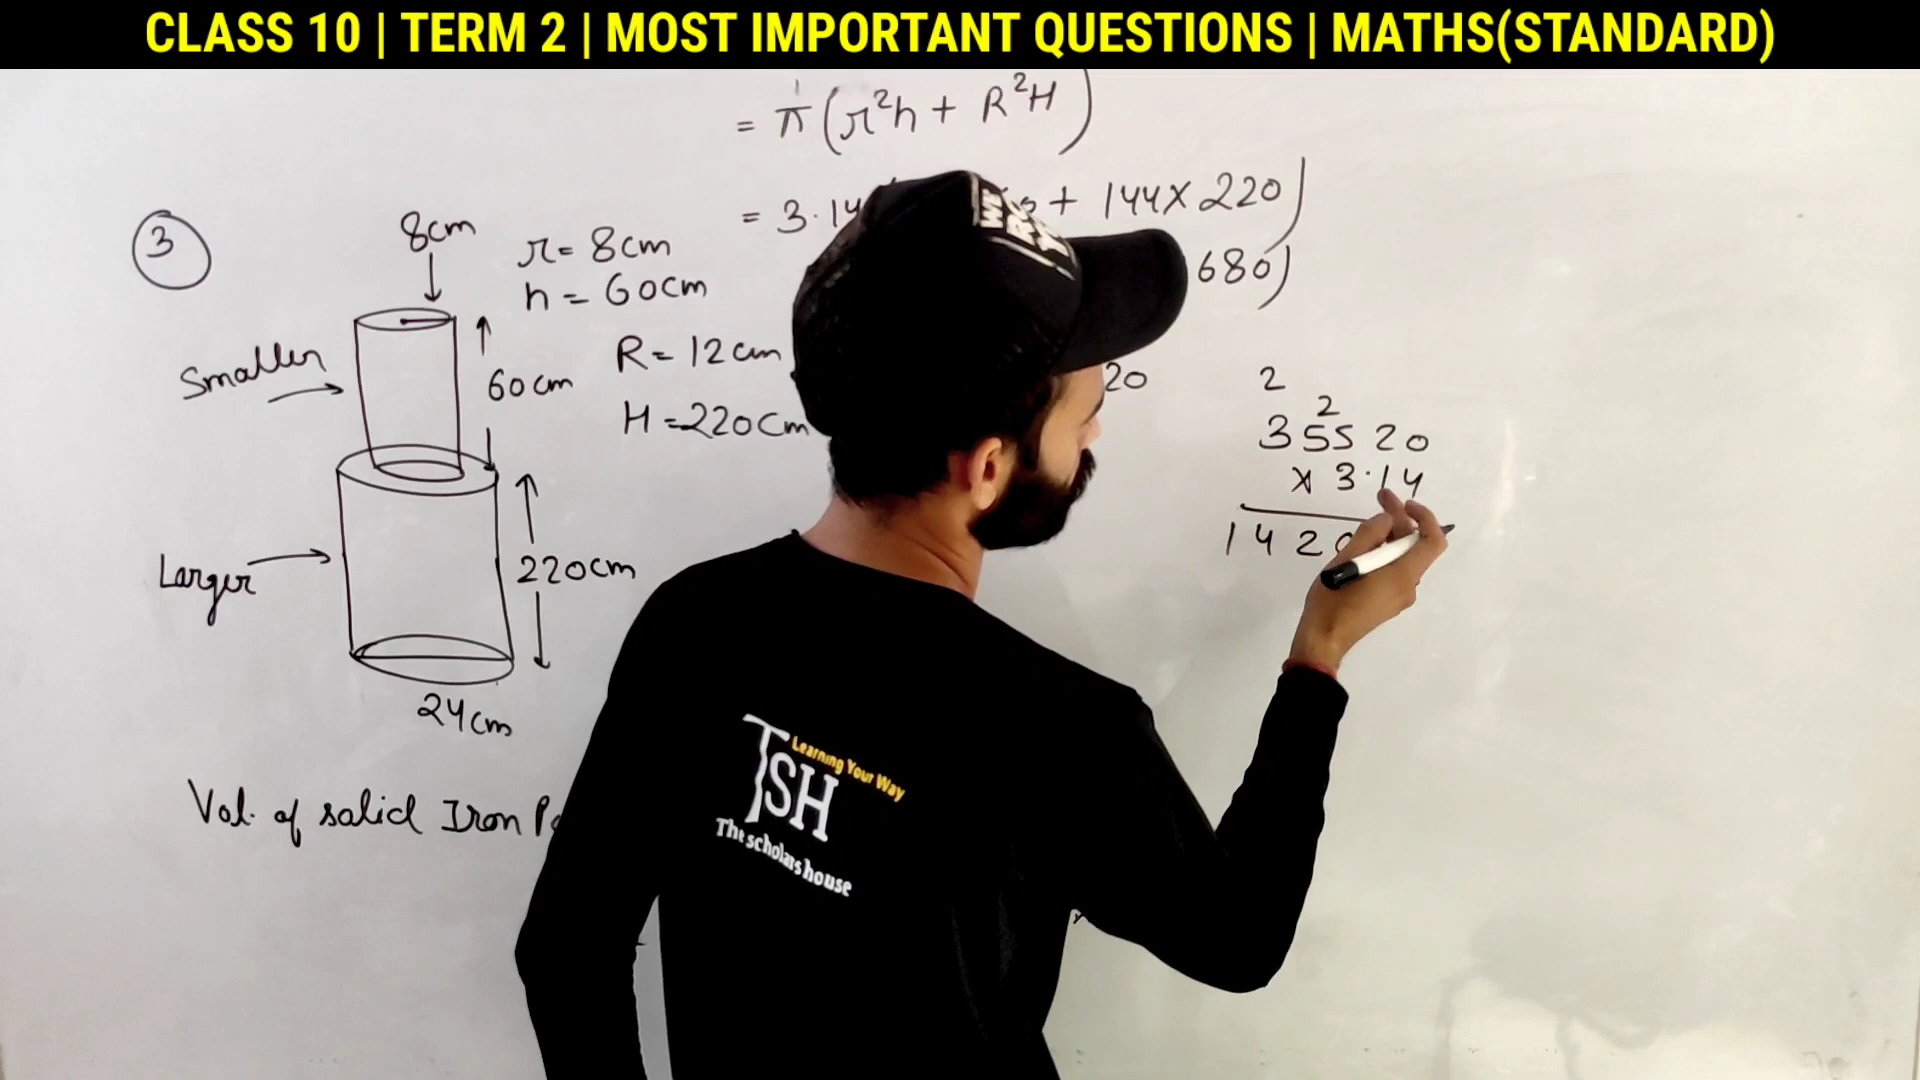 CLASS 10 | TERM 2 | MOST IMPORTANT QUESTIONS | MATHS(STANDARD)
= π(r²h + R²H)
= 3.14 + 144 X 220)
680)
20
3
8cm
r = 8cm
h = 60cm
R = 12cm
H = 220cm
Smaller
60cm
Larger
220cm
24cm
Vol. of solid Iron
2
2
35520
x 3.14
1420
Learning Your Way
TSH
The scholars house